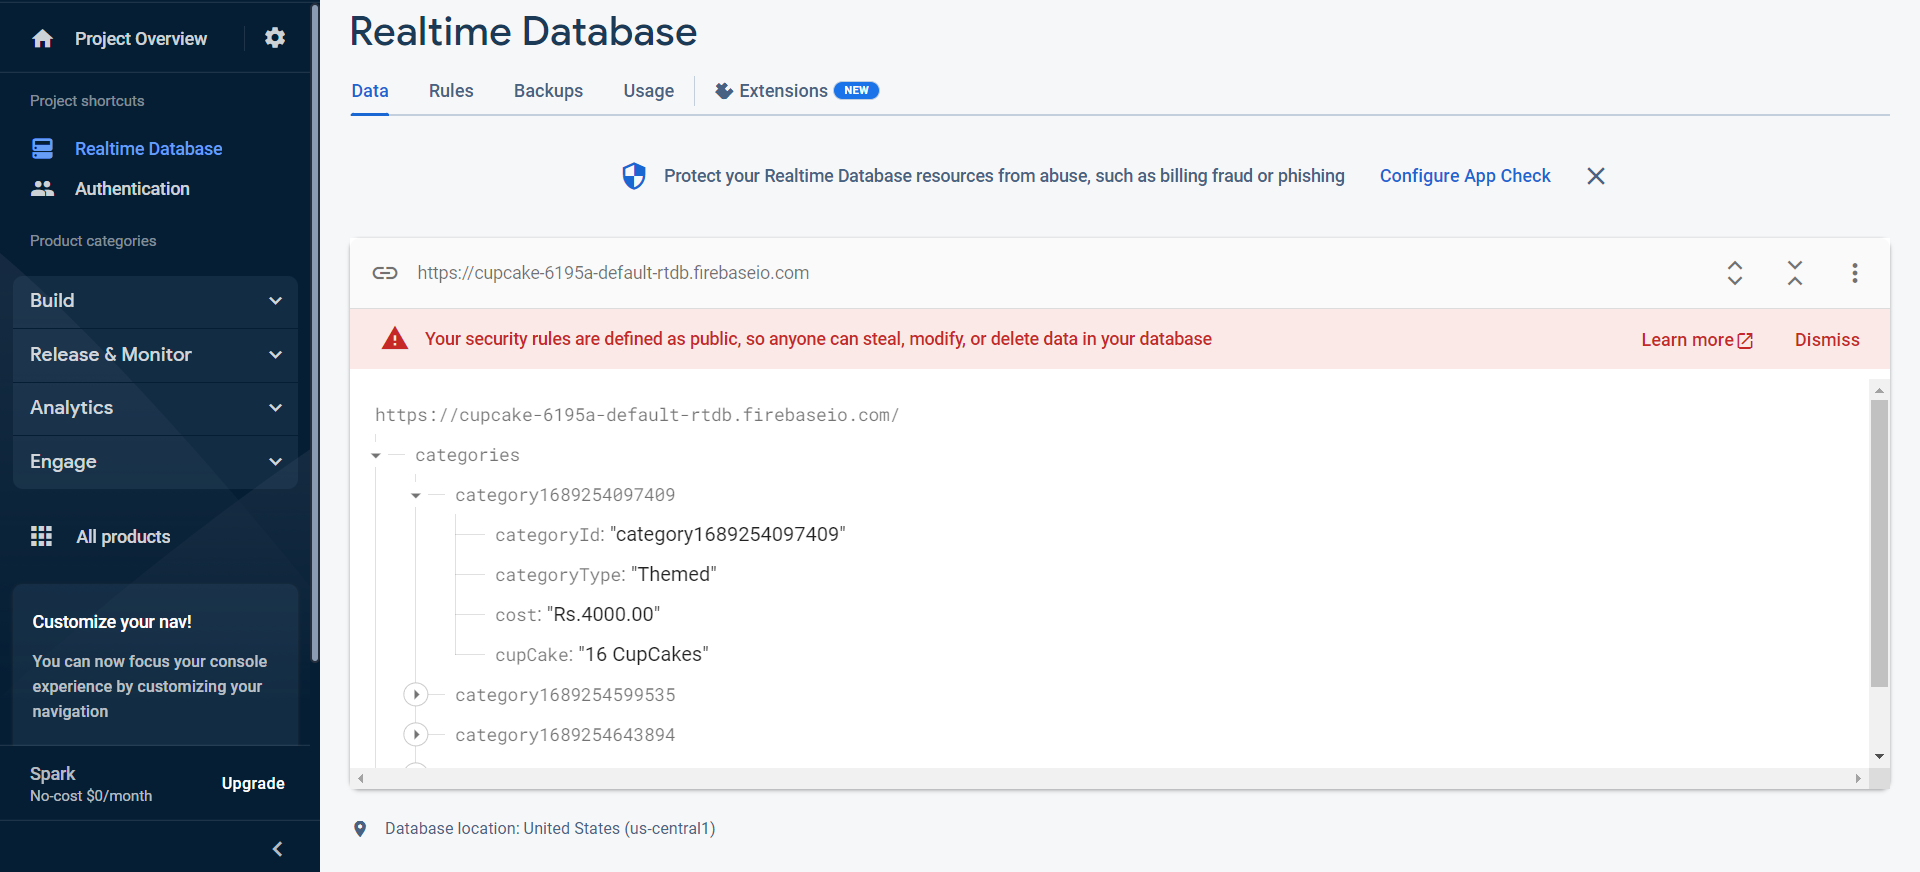 Project Overview
Project shortcuts
Realtime Database
Authentication
Product categories
Build
Release & Monitor
Analytics
Engage
All products
Customize your nav!
You can now focus your console
experience by customizing your
navigation
Spark
No-cost $0/month
Upgrade
Realtime Database
Data Rules Backups Usage Extensions NEW
Protect your Realtime Database resources from abuse, such as billing fraud or phishing Configure App Check
https://cupcake-6195a-default-rtdb.firebaseio.com
Your security rules are defined as public, so anyone can steal, modify, or delete data in your database Learn more Dismiss
https://cupcake-6195a-default-rtdb.firebaseio.com/
categories
category1689254097409
categoryId: "category1689254097409"
categoryType: "Themed"
cost: "Rs.4000.00"
cupCake: "16 CupCakes"
category1689254599535
category1689254643894
Database location: United States (us-central1)